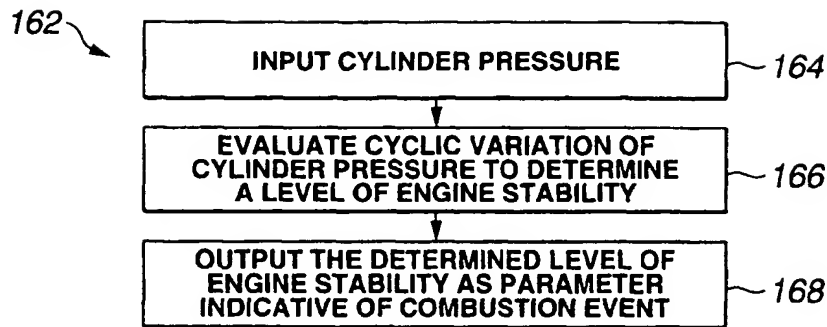 162
INPUT CYLINDER PRESSURE
164
EVALUATE CYCLIC VARIATION OF
CYLINDER PRESSURE TO DETERMINE
A LEVEL OF ENGINE STABILITY
166
OUTPUT THE DETERMINED LEVEL OF
ENGINE STABILITY AS PARAMETER
INDICATIVE OF COMBUSTION EVENT
168